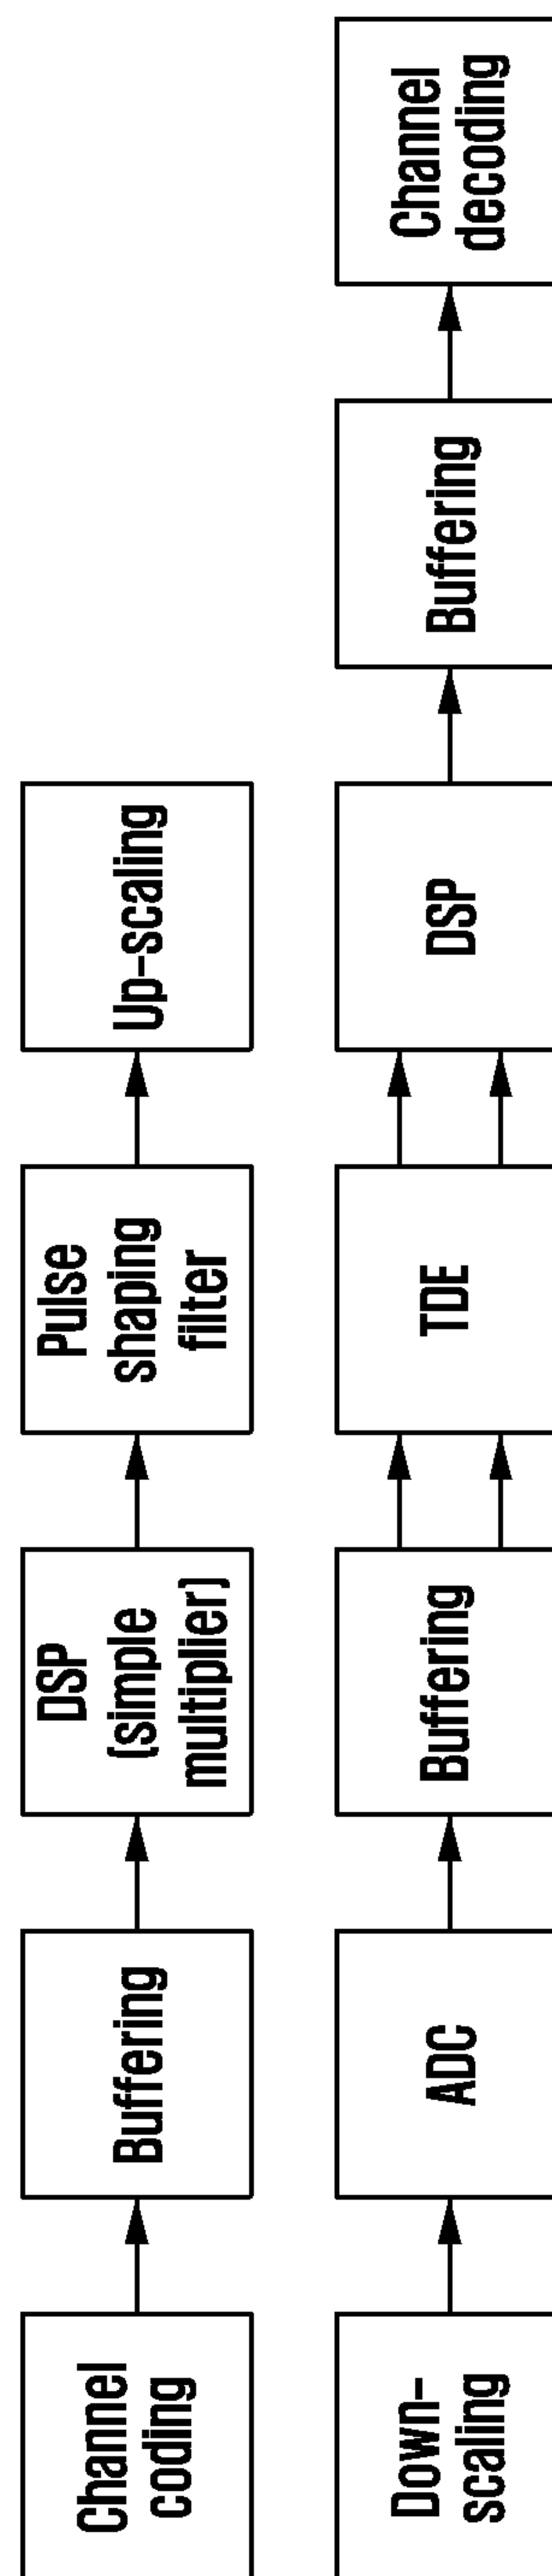 Channel
coding
Buffering
DSP
(simple
multiplier)
Pulse
shaping
filter
Up-scaling
Down-
scaling
ADC
Buffering
TDE
DSP
Buffering
Channel
decoding